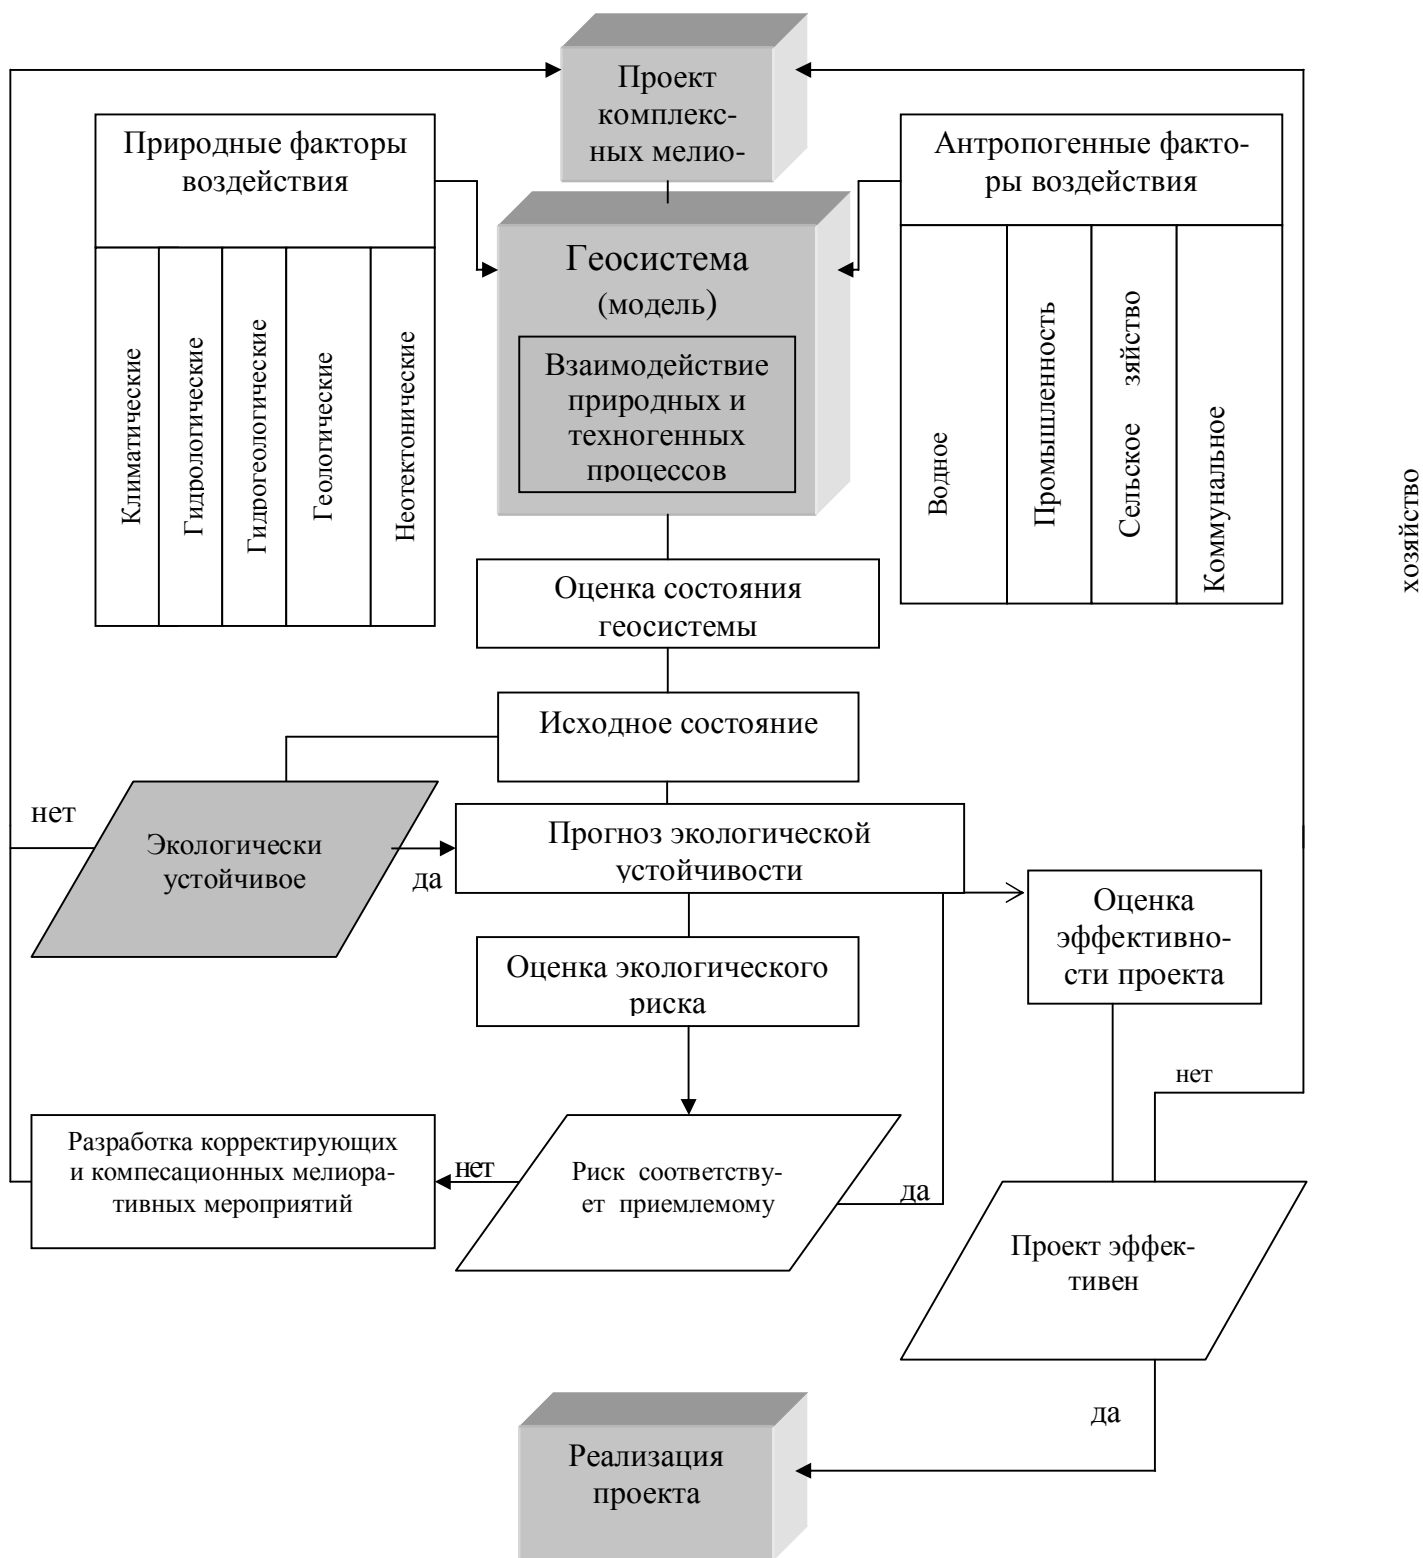 Проект
комплекс-
ных мелио-
Природные факторы
воздействия
Антропогенные факто-
ры воздействия
Геосистема
(модель)
Взаимодействие
природных и
техногенных
процессов
Климатические
Гидрологические
Гидрогеологические
Геологические
Неотектонические
Водное
Промышленность
Сельское зяйство
Коммунальное
хозяйство
Оценка состояния
геосистемы
Исходное состояние
нет
Экологически
устойчивое
да
Прогноз экологической
устойчивости
Оценка
эффективно-
сти проекта
Оценка экологического
риска
нет
Разработка корректирующих
и компесационных мелиора-
тивных мероприятий
нет
Риск соответству-
ет приемлемому
да
Проект эффек-
тивен
да
Реализация
проекта